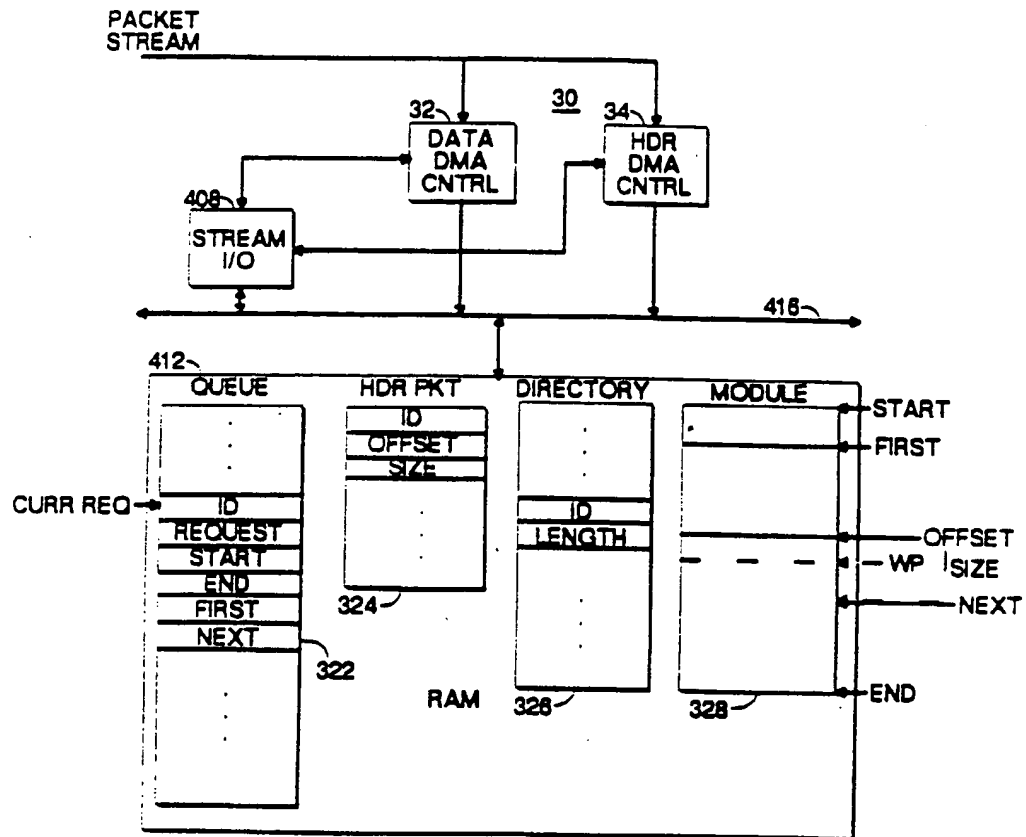 PACKET
STREAM
32
30
34
DATA
DMA
CNTRL
HDR
DMA
CNTRL
408
STREAM
I/O
416
412
QUEUE
HDR PKT
DIRECTORY
MODULE
START
ID
OFFSET
SIZE
FIRST
CURR REQ
ID
REQUEST
START
END
FIRST
NEXT
322
324
ID
LENGTH
OFFSET
WP
SIZE
NEXT
RAM
326
328
END